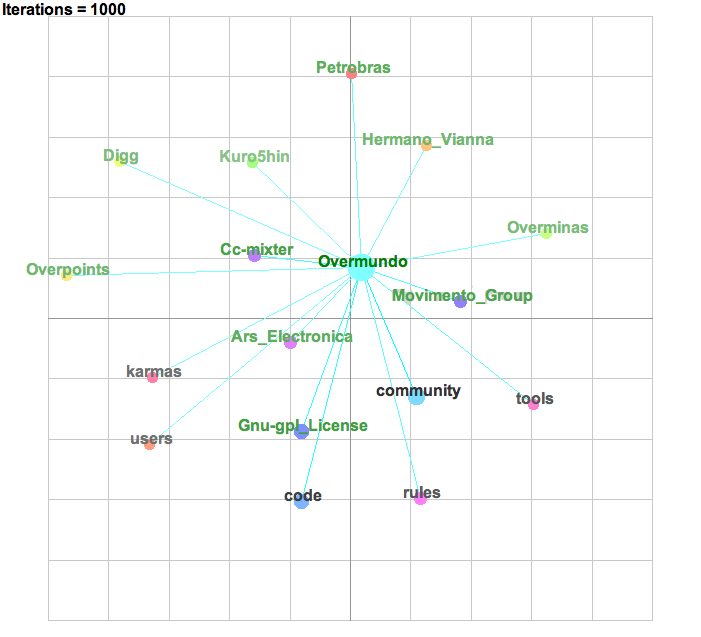 Iterations = 1000
Petrobras
Hermano_Vianna
Digg
Kuro5hin
Overminas
Cc-mixter
Overmundo
Overpoints
Movimento_Group
Ars_Electronica
karmas
community
tools
Gnu-gpl_License
users
rules
code